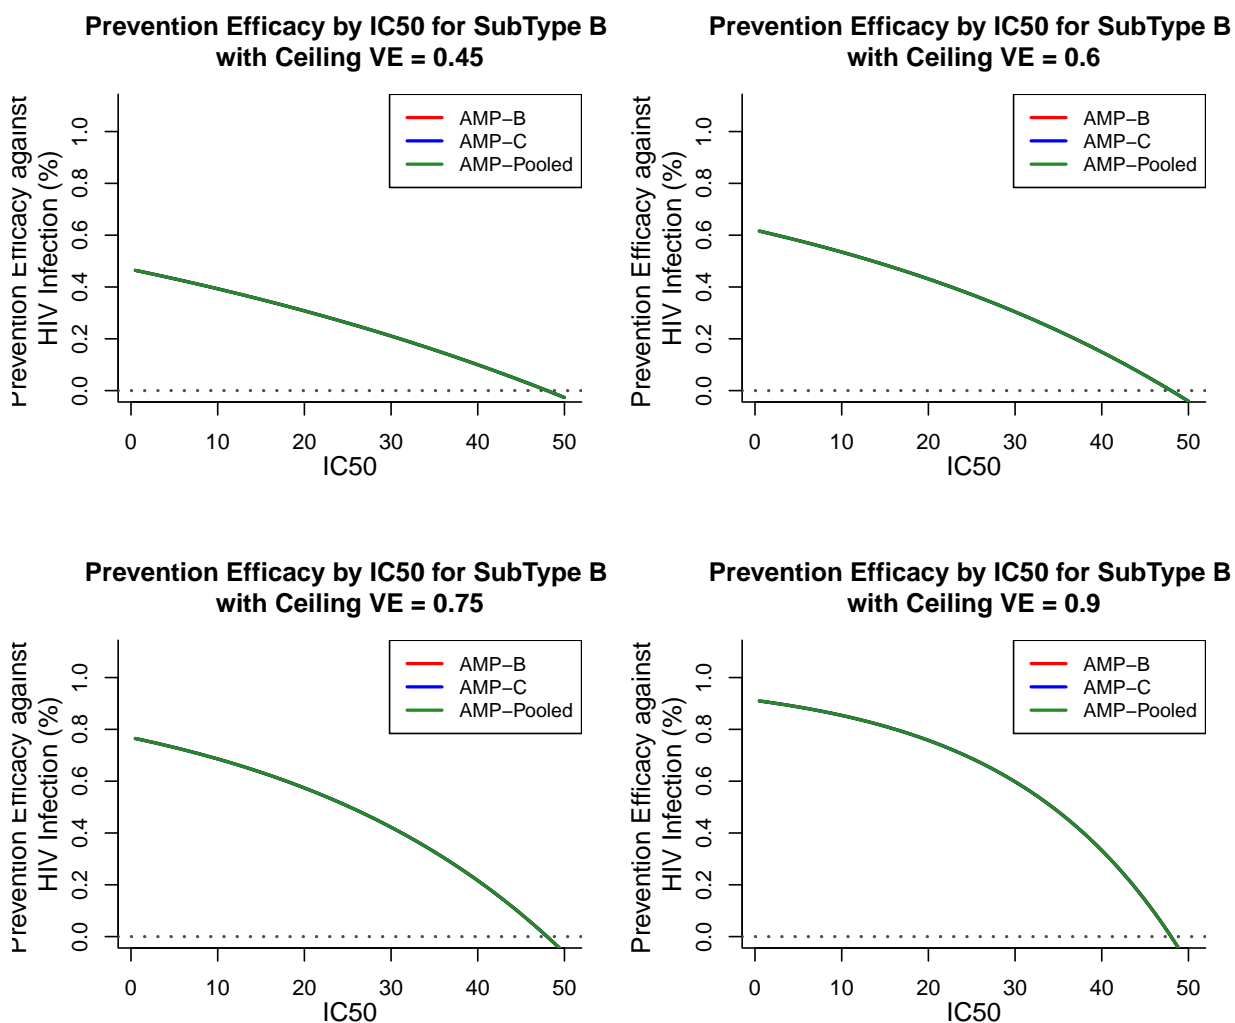 Prevention Efficacy by IC50 for SubType B
with Ceiling VE = 0.45
Prevention Efficacy against
HIV Infection (%)
1.0
0.8
0.6
0.4
0.2
0.0
AMP−B
AMP−C
AMP−Pooled
0 10 20 30 40 50
IC50
Prevention Efficacy by IC50 for SubType B
with Ceiling VE = 0.6
Prevention Efficacy against
HIV Infection (%)
1.0
0.8
0.6
0.4
0.2
0.0
AMP−B
AMP−C
AMP−Pooled
0 10 20 30 40 50
IC50
Prevention Efficacy by IC50 for SubType B
with Ceiling VE = 0.75
Prevention Efficacy against
HIV Infection (%)
1.0
0.8
0.6
0.4
0.2
0.0
AMP−B
AMP−C
AMP−Pooled
0 10 20 30 40 50
IC50
Prevention Efficacy by IC50 for SubType B
with Ceiling VE = 0.9
Prevention Efficacy against
HIV Infection (%)
1.0
0.8
0.6
0.4
0.2
0.0
AMP−B
AMP−C
AMP−Pooled
0 10 20 30 40 50
IC50